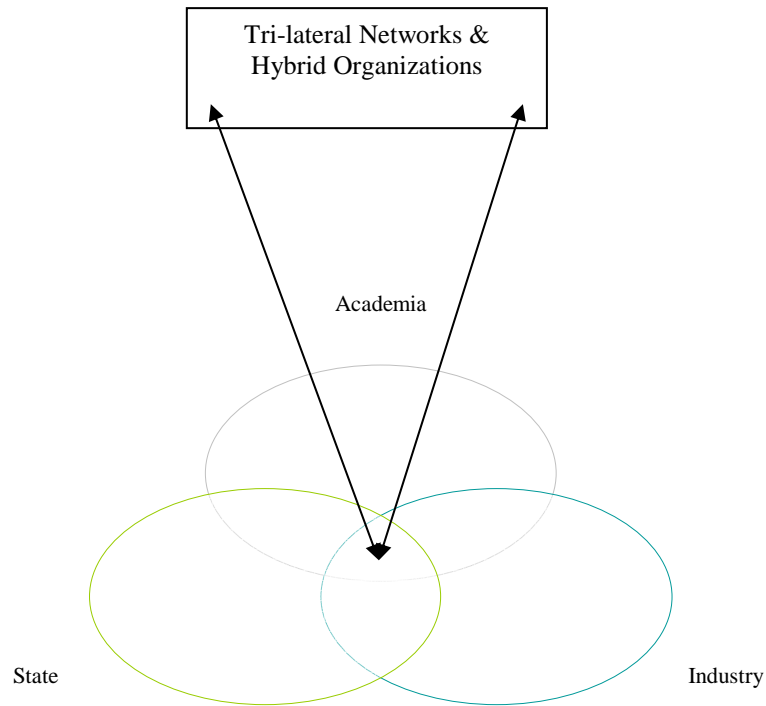 Tri-lateral Networks &
Hybrid Organizations
Academia
State
Industry